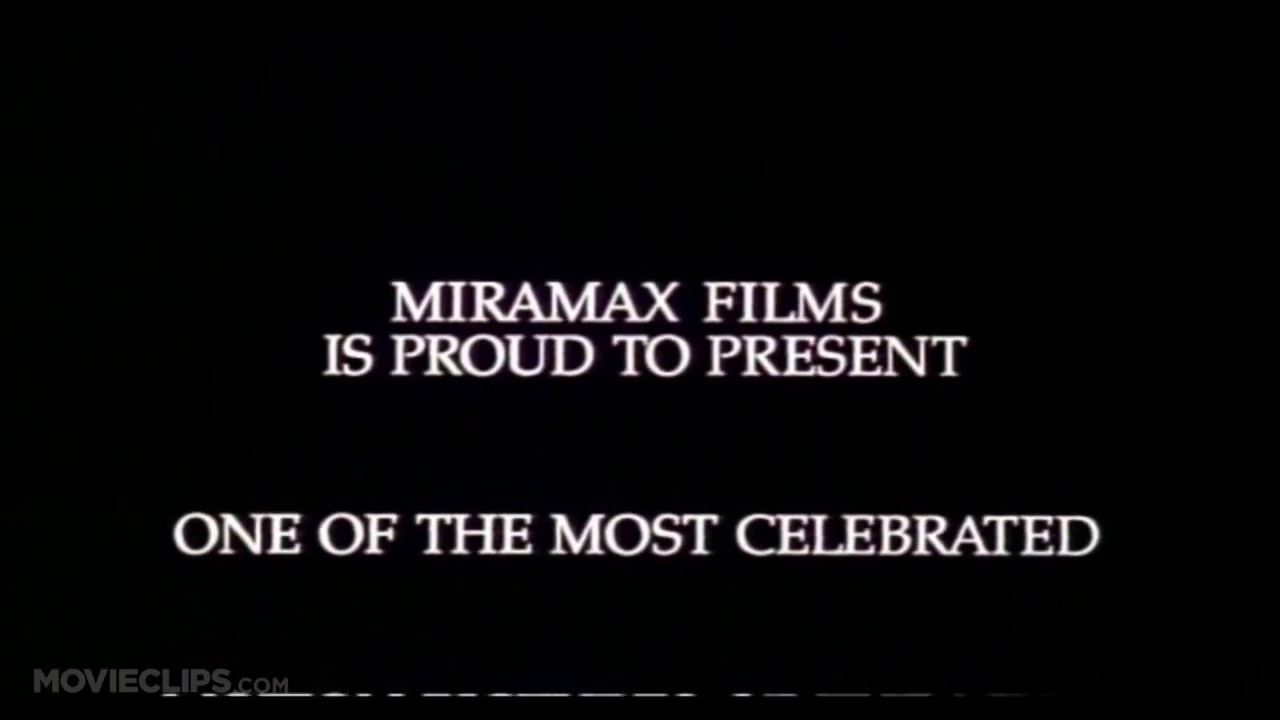 MIRAMAX FILMS
IS PROUD TO PRESENT
ONE OF THE MOST CELEBRATED
MOVIECLIPS.COM